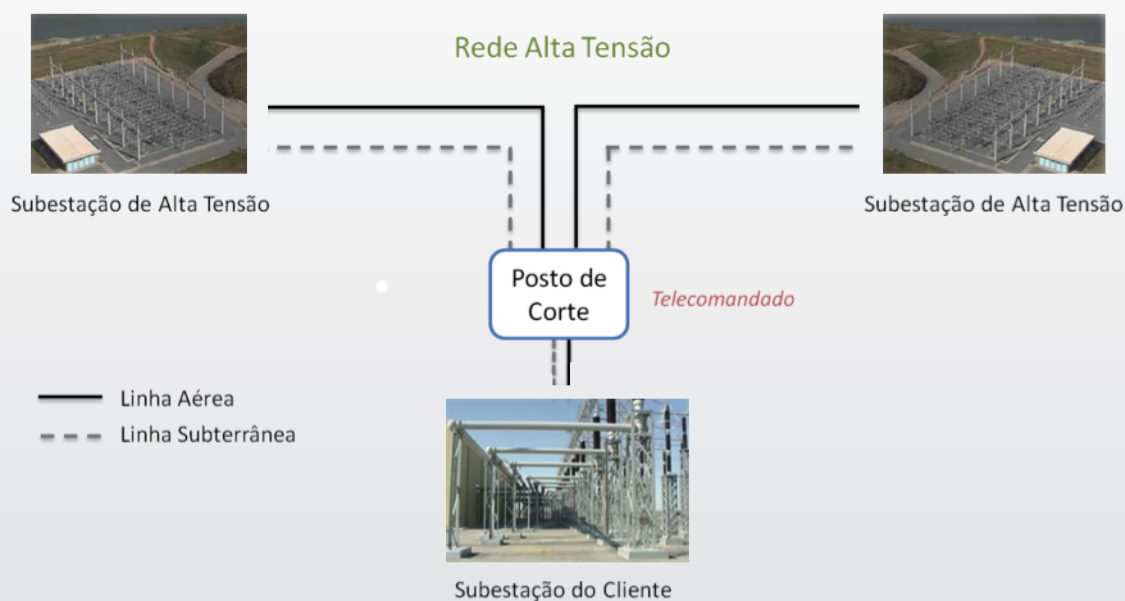 Rede Alta Tensão
Subestação de Alta Tensão
Subestação de Alta Tensão
Posto de
Corte
Telecomandado
Linha Aérea
Linha Subterrânea
Subestação do Cliente